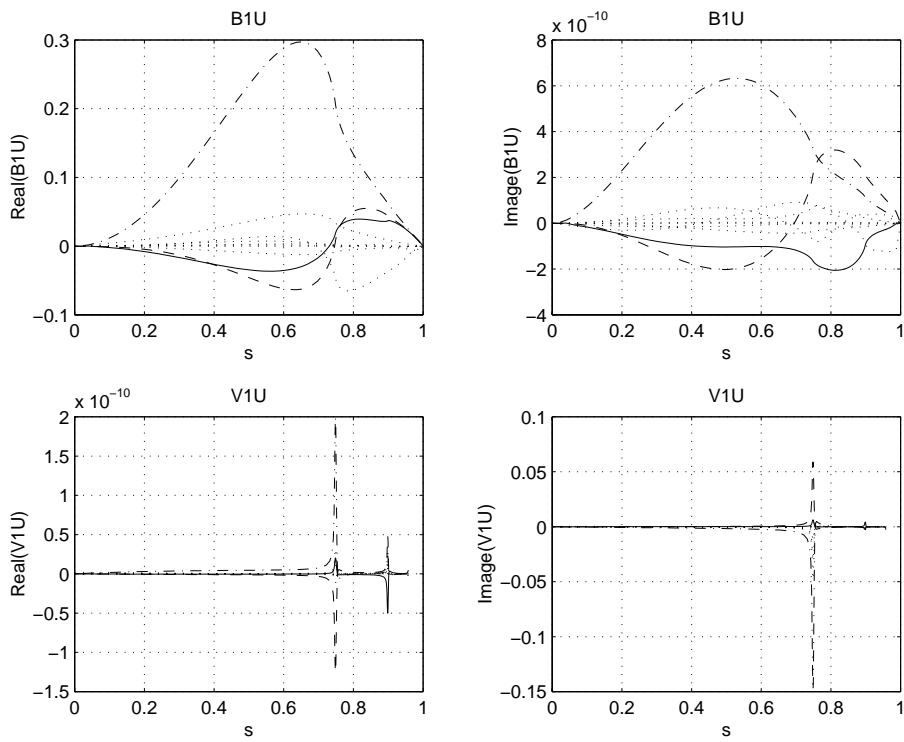 B1U
0.3
0.2
0.1
0
−0.1
Real(B1U)
0 0.2 0.4 0.6 0.8 1
s
x 10−10
B1U
8
6
4
2
0
−2
−4
Image(B1U)
0 0.2 0.4 0.6 0.8 1
s
x 10−10
V1U
2
1.5
1
0.5
0
−0.5
−1
−1.5
Real(V1U)
0 0.2 0.4 0.6 0.8 1
s
V1U
0.1
0.05
0
−0.05
−0.1
−0.15
Image(V1U)
0 0.2 0.4 0.6 0.8 1
s